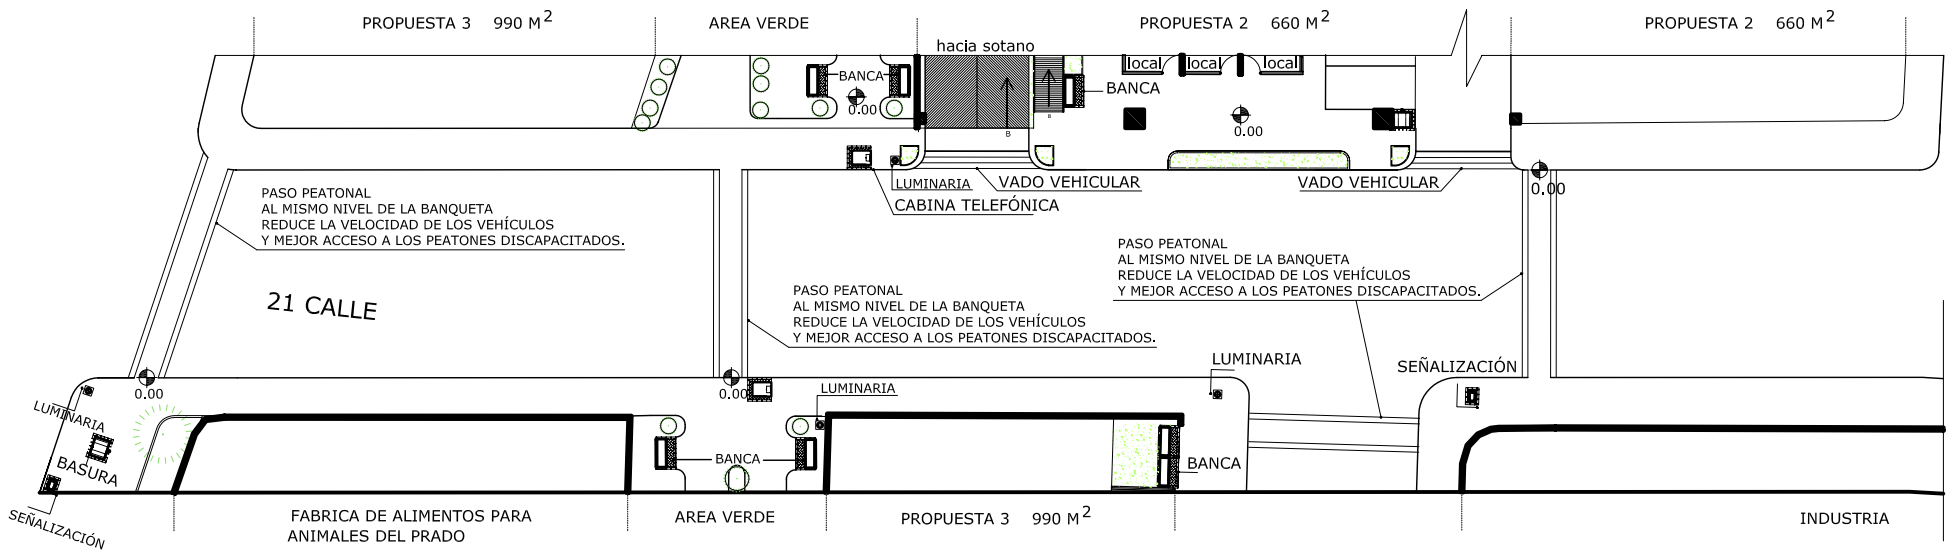 PROPUESTA 3 990 M2
AREA VERDE
PROPUESTA 2 660 M2
PROPUESTA 2 660 M2
hacia sotano
local
local
local
BANCA
BANCA
0.00
0.00
B
B
LUMINARIA
VADO VEHICULAR
VADO VEHICULAR
0.00
CABINA TELEFÓNICA
PASO PEATONAL
AL MISMO NIVEL DE LA BANQUETA
REDUCE LA VELOCIDAD DE LOS VEHÍCULOS
Y MEJOR ACCESO A LOS PEATONES DISCAPACITADOS.
PASO PEATONAL
AL MISMO NIVEL DE LA BANQUETA
REDUCE LA VELOCIDAD DE LOS VEHÍCULOS
Y MEJOR ACCESO A LOS PEATONES DISCAPACITADOS.
21 CALLE
PASO PEATONAL
AL MISMO NIVEL DE LA BANQUETA
REDUCE LA VELOCIDAD DE LOS VEHÍCULOS
Y MEJOR ACCESO A LOS PEATONES DISCAPACITADOS.
LUMINARIA
SEÑALIZACIÓN
0.00
0.00
LUMINARIA
LUMINARIA
BASURA
BANCA
BANCA
SEÑALIZACIÓN
FABRICA DE ALIMENTOS PARA
ANIMALES DEL PRADO
AREA VERDE
PROPUESTA 3 990 M2
INDUSTRIA